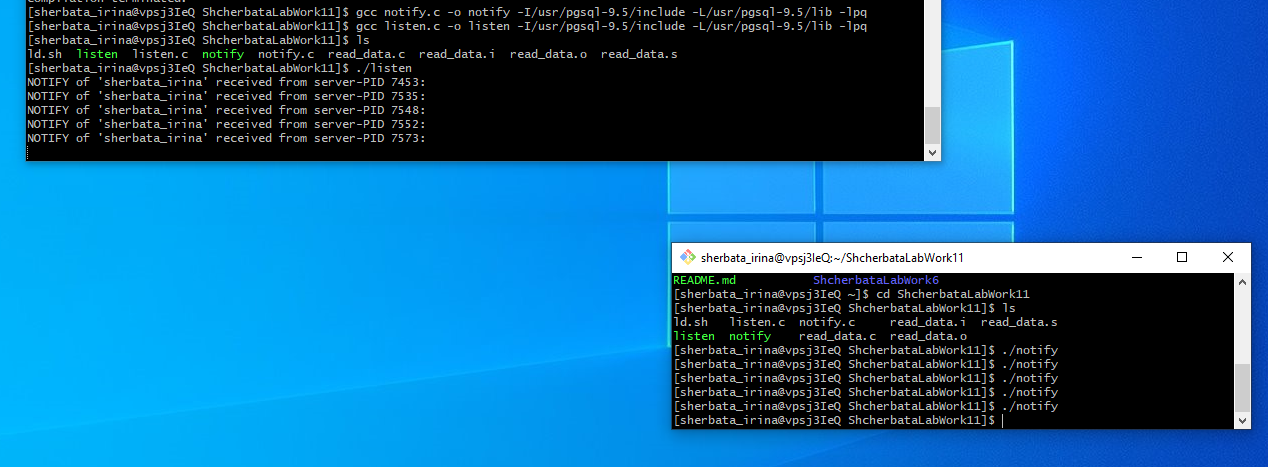 compilation terminated.
[sherbata_irina@vpsj3IeQ ShcherbataLabWork11]$ gcc notify.c -o notify -I/usr/pgsql-9.5/include -L/usr/pgsql-9.5/lib -lpq
[sherbata_irina@vpsj3IeQ ShcherbataLabWork11]$ gcc listen.c -o listen -I/usr/pgsql-9.5/include -L/usr/pgsql-9.5/lib -lpq
[sherbata_irina@vpsj3IeQ ShcherbataLabWork11]$ ls
ld.sh  listen  listen.c  notify  notify.c  read_data.c  read_data.i  read_data.o  read_data.s
[sherbata_irina@vpsj3IeQ ShcherbataLabWork11]$ ./listen
NOTIFY of 'sherbata_irina' received from server-PID 7453:
NOTIFY of 'sherbata_irina' received from server-PID 7535:
NOTIFY of 'sherbata_irina' received from server-PID 7548:
NOTIFY of 'sherbata_irina' received from server-PID 7552:
NOTIFY of 'sherbata_irina' received from server-PID 7573:
sherbata_irina@vpsj3IeQ:~/ShcherbataLabWork11
README.md           ShcherbataLabWork6
[sherbata_irina@vpsj3IeQ ~]$ cd ShcherbataLabWork11
[sherbata_irina@vpsj3IeQ ShcherbataLabWork11]$ ls
ld.sh   listen.c  notify.c     read_data.i  read_data.s
listen  notify    read_data.c  read_data.o
[sherbata_irina@vpsj3IeQ ShcherbataLabWork11]$ ./notify
[sherbata_irina@vpsj3IeQ ShcherbataLabWork11]$ ./notify
[sherbata_irina@vpsj3IeQ ShcherbataLabWork11]$ ./notify
[sherbata_irina@vpsj3IeQ ShcherbataLabWork11]$ ./notify
[sherbata_irina@vpsj3IeQ ShcherbataLabWork11]$ ./notify
[sherbata_irina@vpsj3IeQ ShcherbataLabWork11]$